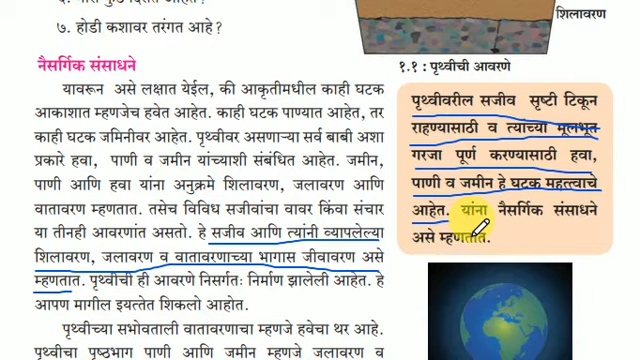 ७. होडी कशावर तरंगत आहे?
शिलावरण
१.१ : पृथ्वीची आवरणे
नैसर्गिक संसाधने
यावरून असे लक्षात येईल, की आकृतीमधील काही घटक
आकाशात म्हणजेच हवेत आहेत. काही घटक पाण्यात आहेत, तर
काही घटक जमिनीवर आहेत. पृथ्वीवर असणाऱ्या सर्व बाबी अशा
प्रकारे हवा, पाणी व जमीन यांच्याशी संबंधित आहेत. जमीन,
पाणी आणि हवा यांना अनुक्रमे शिलावरण, जलावरण आणि
वातावरण म्हणतात. तसेच विविध सजीवांचा वावर किंवा संचार
या तीनही आवरणांत असतो. हे सजीव आणि त्यांनी व्यापलेल्या
शिलावरण, जलावरण व वातावरणाच्या भागास जीवावरण असे
म्हणतात. पृथ्वीची ही आवरणे निसर्गतः निर्माण झालेली आहेत. हे
आपण मागील इयत्तेत शिकलो आहोत.
पृथ्वीच्या सभोवताली वातावरणाचा म्हणजे हवेचा थर आहे.
पृथ्वीचा पृष्ठभाग पाणी आणि जमीन म्हणजे जलावरण व
पृथ्वीवरील सजीव सृष्टी टिकून
राहण्यासाठी व त्याच्या मूलभूत
गरजा पूर्ण करण्यासाठी हवा,
पाणी व जमीन हे घटक महत्त्वाचे
आहेत. यांना नैसर्गिक संसाधने
असे म्हणतात.